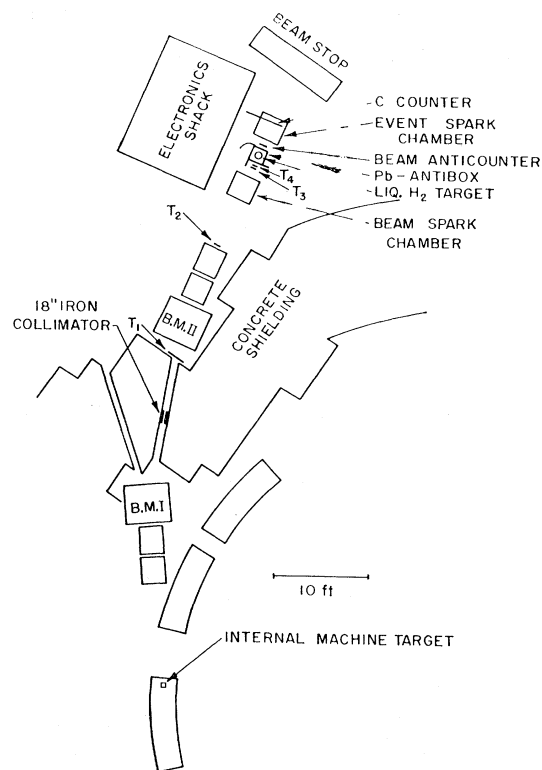 BEAM STOP
ELECTRONICS
SHACK
- C COUNTER
- EVENT SPARK
CHAMBER
BEAM ANTICOUNTER
T4
Pb - ANTIBOX
- LIQ. H2 TARGET
T3
BEAM SPARK
CHAMBER
T2
18" IRON
COLLIMATOR
T1
B.M.II
CONCRETE
SHIELDING
B.M.I
10 ft
INTERNAL MACHINE TARGET